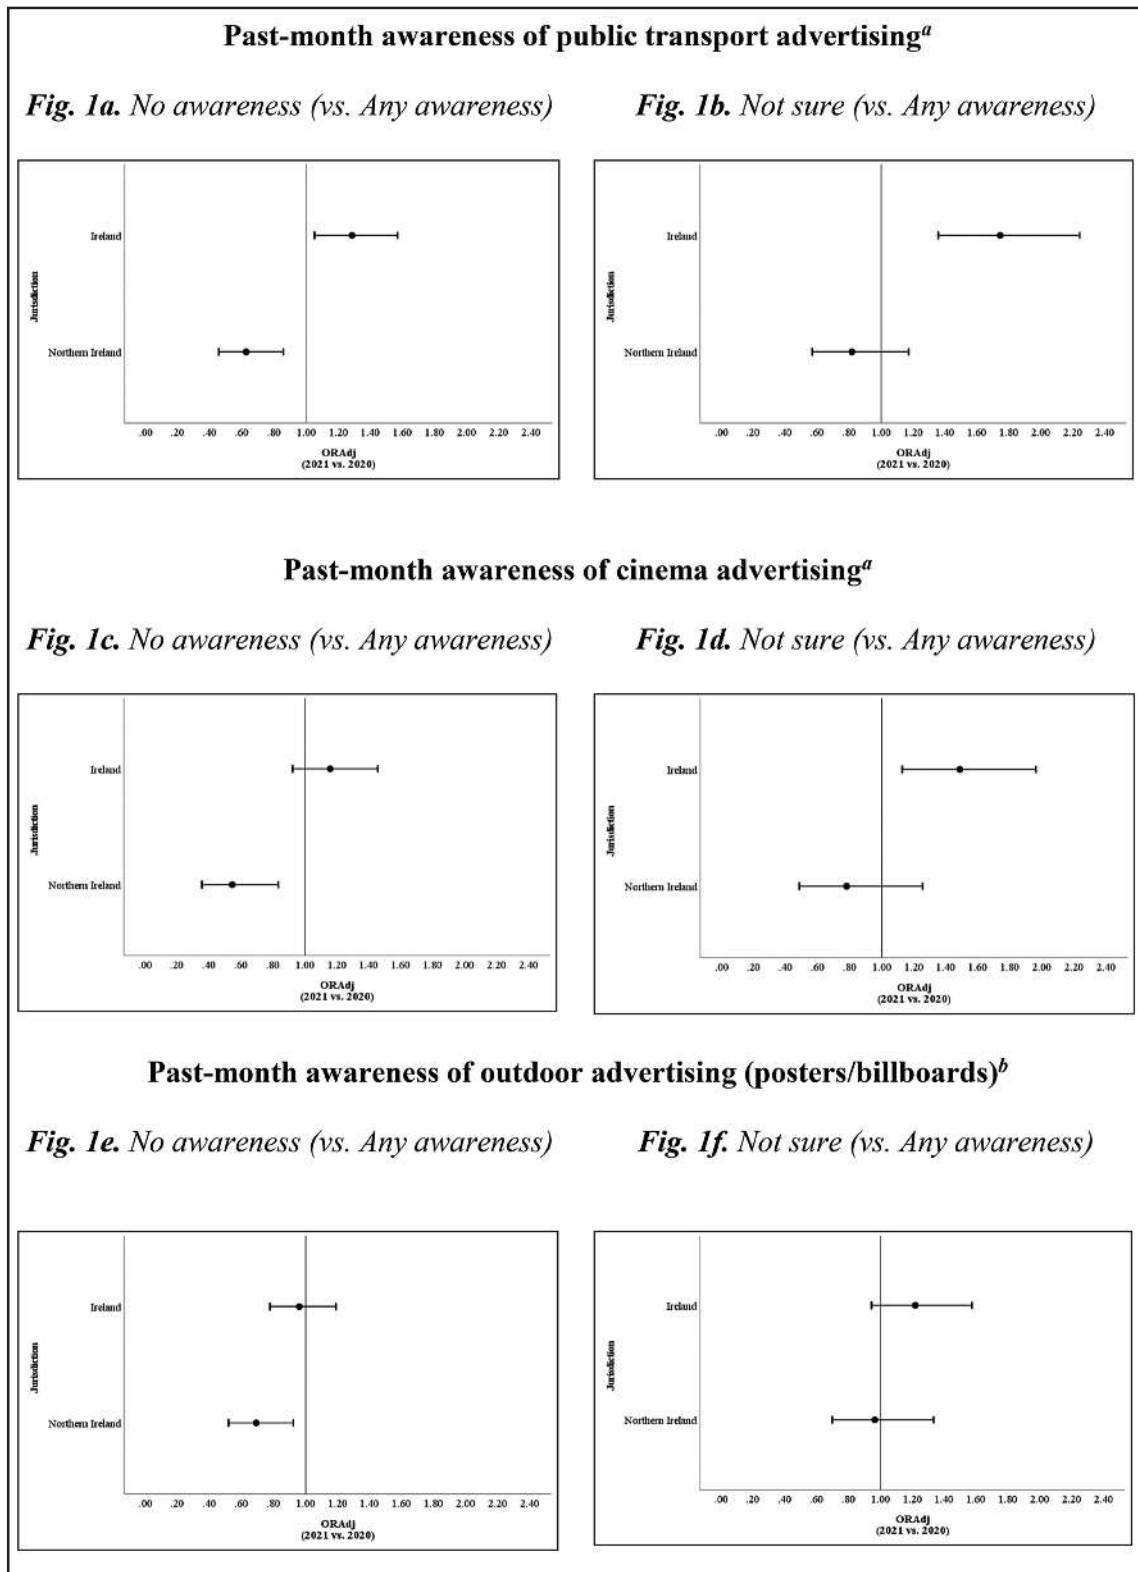 Past-month awareness of public transport advertisingᵃ
Fig. 1a. No awareness (vs. Any awareness)
Fig. 1b. Not sure (vs. Any awareness)
Jurisdiction
Ireland
Northern Ireland
.00 .20 .40 .60 .80 1.00 1.20 1.40 1.60 1.80 2.00 2.20 2.40
ORAdj
(2021 vs. 2020)
Jurisdiction
Ireland
Northern Ireland
.00 .20 .40 .60 .80 1.00 1.20 1.40 1.60 1.80 2.00 2.20 2.40
ORAdj
(2021 vs. 2020)
Past-month awareness of cinema advertisingᵃ
Fig. 1c. No awareness (vs. Any awareness)
Fig. 1d. Not sure (vs. Any awareness)
Jurisdiction
Ireland
Northern Ireland
.00 .20 .40 .60 .80 1.00 1.20 1.40 1.60 1.80 2.00 2.20 2.40
ORAdj
(2021 vs. 2020)
Jurisdiction
Ireland
Northern Ireland
.00 .20 .40 .60 .80 1.00 1.20 1.40 1.60 1.80 2.00 2.20 2.40
ORAdj
(2021 vs. 2020)
Past-month awareness of outdoor advertising (posters/billboards)ᵇ
Fig. 1e. No awareness (vs. Any awareness)
Fig. 1f. Not sure (vs. Any awareness)
Jurisdiction
Ireland
Northern Ireland
.00 .20 .40 .60 .80 1.00 1.20 1.40 1.60 1.80 2.00 2.20 2.40
ORAdj
(2021 vs. 2020)
Jurisdiction
Ireland
Northern Ireland
.00 .20 .40 .60 .80 1.00 1.20 1.40 1.60 1.80 2.00 2.20 2.40
ORAdj
(2021 vs. 2020)